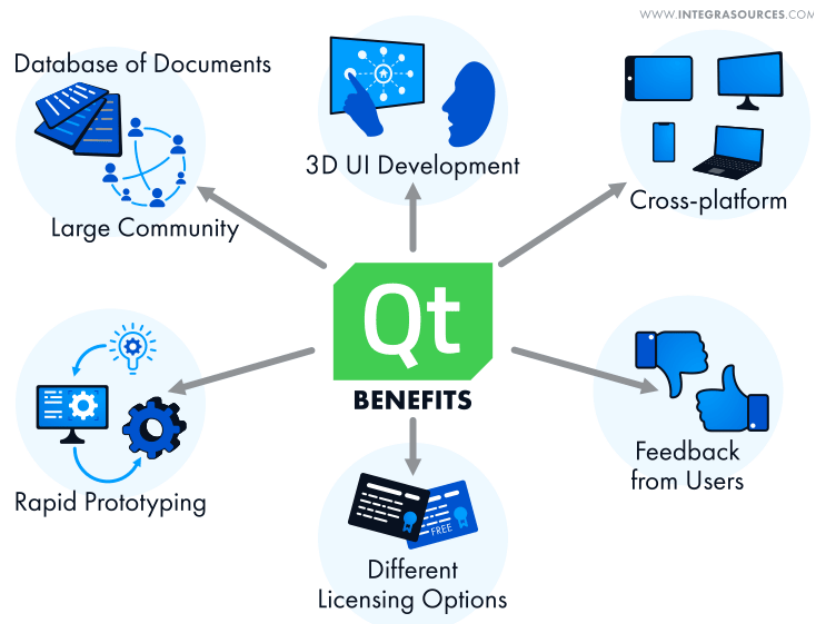 WWW.INTEGRASOURCES.COM
Database of Documents
Large Community
3D UI Development
Cross-platform
Qt
BENEFITS
Rapid Prototyping
FREE
Different
Licensing Options
Feedback
from Users